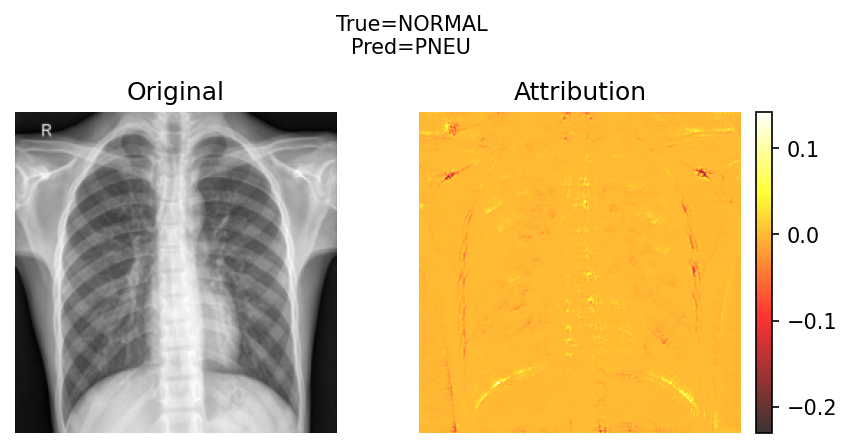 True=NORMAL
Pred=PNEU
Original
Attribution
R
0.1
0.0
−0.1
−0.2